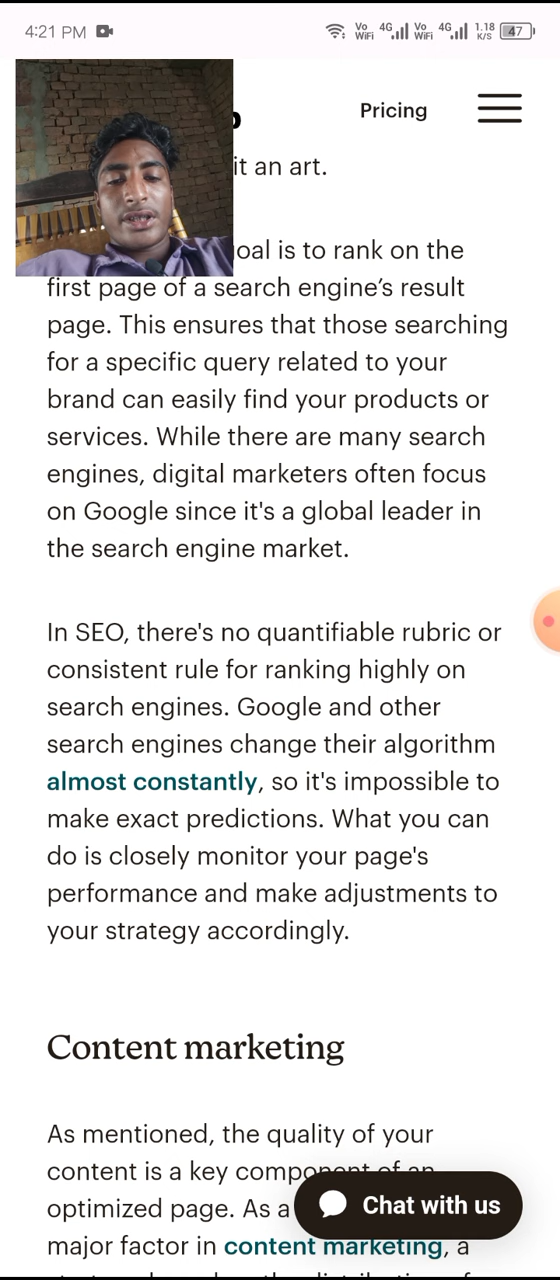 4:21 PM Vo WiFi 4G Vo WiFi 4G 1.18 K/S 47
Pricing
it an art.
oal is to rank on the
first page of a search engine’s result
page. This ensures that those searching
for a specific query related to your
brand can easily find your products or
services. While there are many search
engines, digital marketers often focus
on Google since it's a global leader in
the search engine market.
In SEO, there's no quantifiable rubric or
consistent rule for ranking highly on
search engines. Google and other
search engines change their algorithm
almost constantly, so it's impossible to
make exact predictions. What you can
do is closely monitor your page's
performance and make adjustments to
your strategy accordingly.
Content marketing
As mentioned, the quality of your
content is a key component of an
optimized page. As a
Chat with us
major factor in content marketing, a